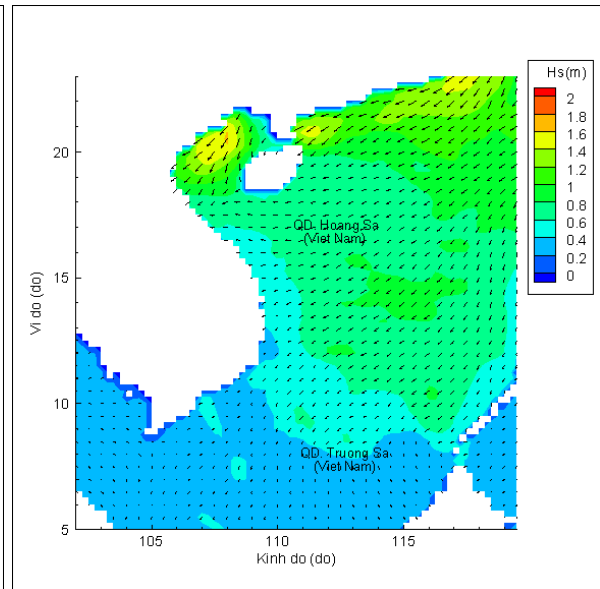 Hs(m)
2
1.8
1.6
1.4
1.2
1
0.8
0.6
0.4
0.2
0
20
15
10
5
Vi do (do)
QD. Hoang Sa
(Viet Nam)
QD. Truong Sa
(Viet Nam)
105
110
115
Kinh do (do)